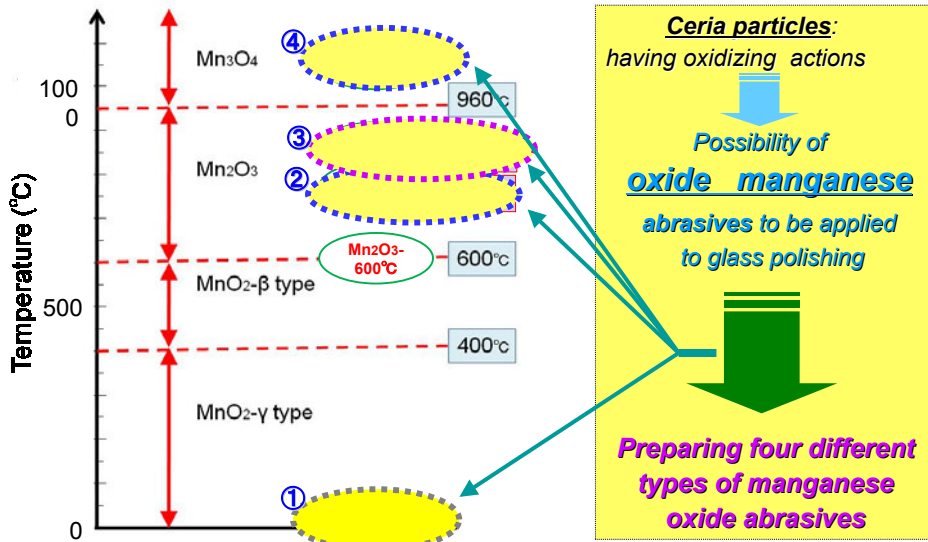 Temperature (°C)
100
0
500
0
Mn₃O₄
Mn₂O₃
MnO₂-β type
MnO₂-γ type
④
③
②
①
960℃
600℃
400℃
Mn₂O₃-
600℃
Ceria particles:
having oxidizing actions
Possibility of
oxide manganese
abrasives to be applied
to glass polishing
Preparing four different
types of manganese
oxide abrasives